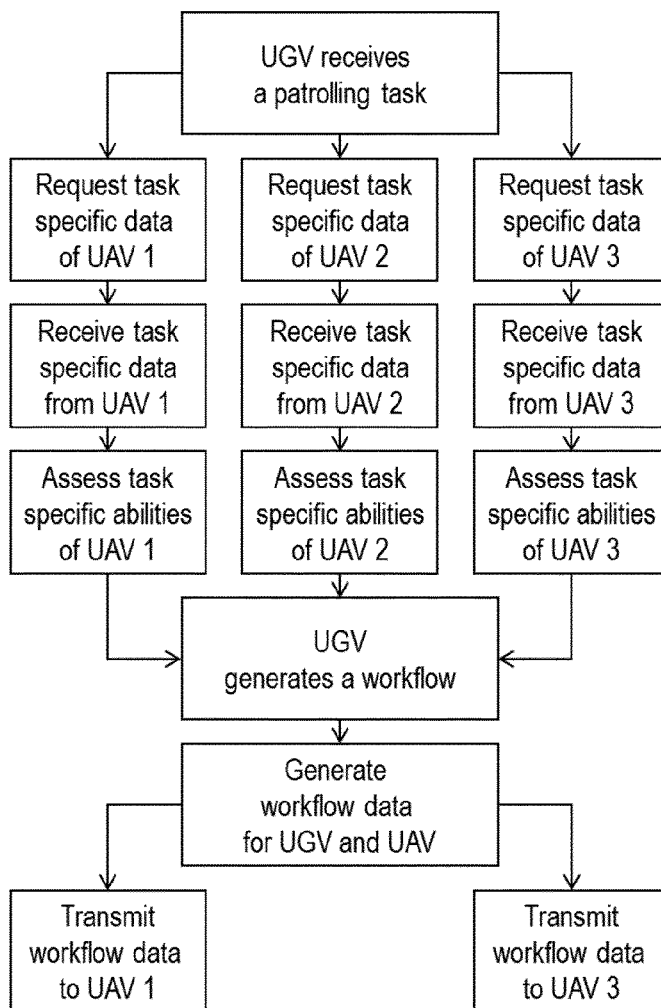 UGV receives
a patrolling task
Request task
specific data
of UAV 1
Request task
specific data
of UAV 2
Request task
specific data
of UAV 3
Receive task
specific data
from UAV 1
Receive task
specific data
from UAV 2
Receive task
specific data
from UAV 3
Assess task
specific abilities
of UAV 1
Assess task
specific abilities
of UAV 2
Assess task
specific abilities
of UAV 3
UGV
generates a workflow
Generate
workflow data
for UGV and UAV
Transmit
workflow data
to UAV 1
Transmit
workflow data
to UAV 3